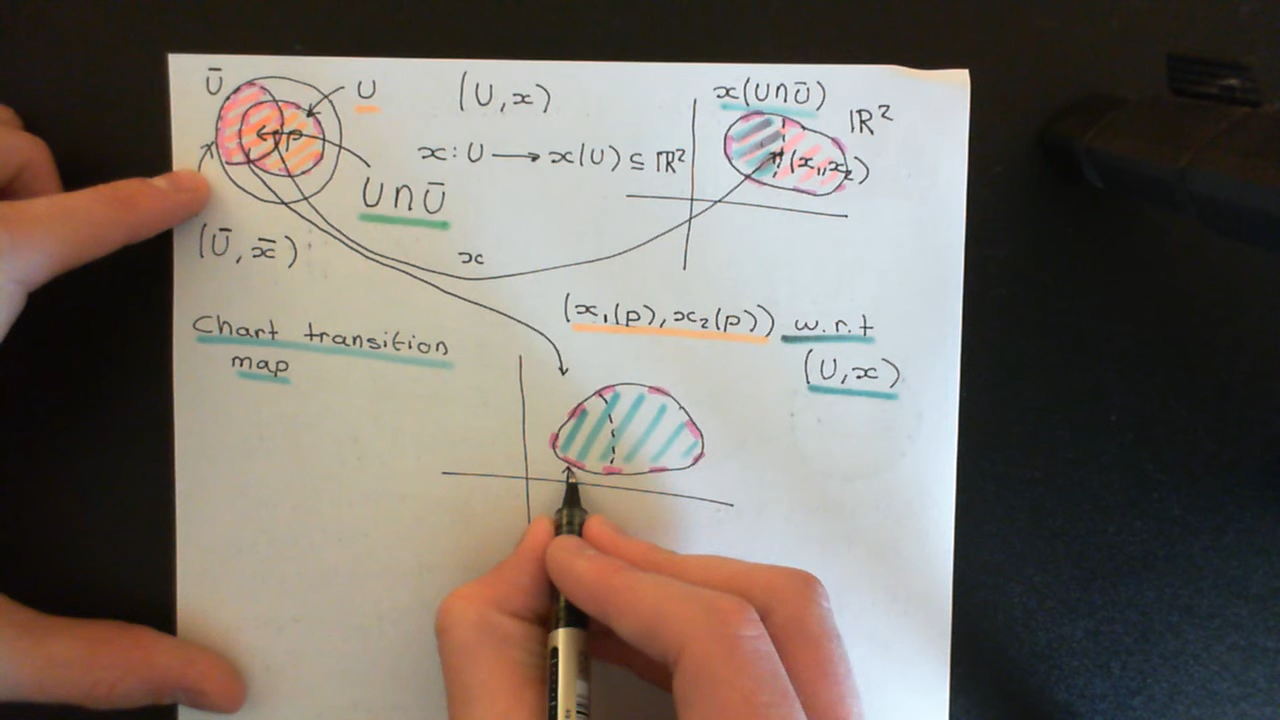 Ū U (U, x) x(U∩Ū) ℝ²
p x : U ⟶ x(U) ⊆ ℝ² (x₁, x₂)
U∩Ū
(Ū, x̄) x
(x₁(p), x₂(p)) w.r.t
Chart transition
map (U, x)